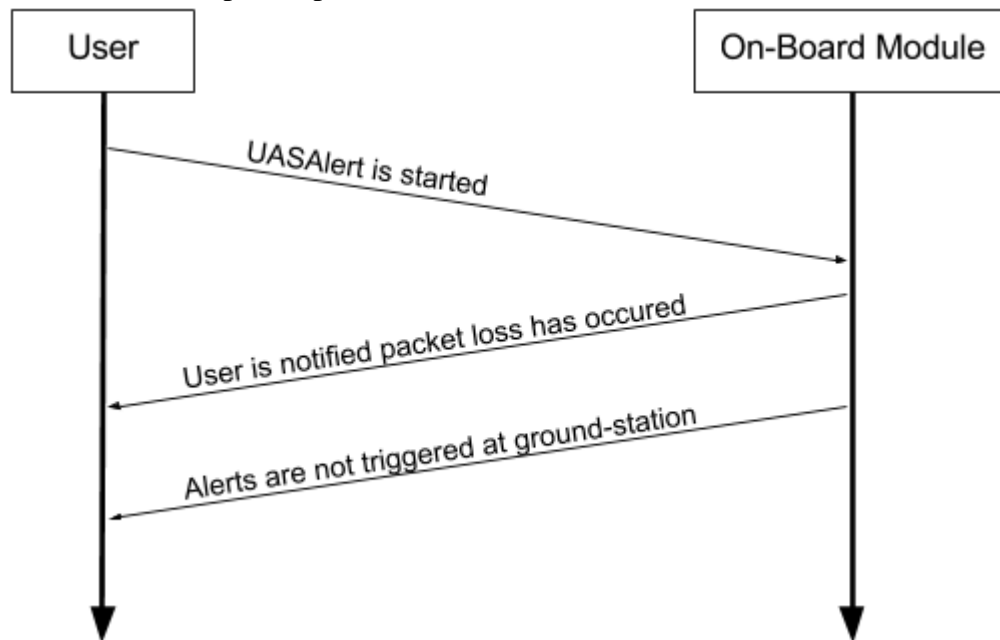 User
On-Board Module
UASAlert is started
User is notified packet loss has occured
Alerts are not triggered at ground-station